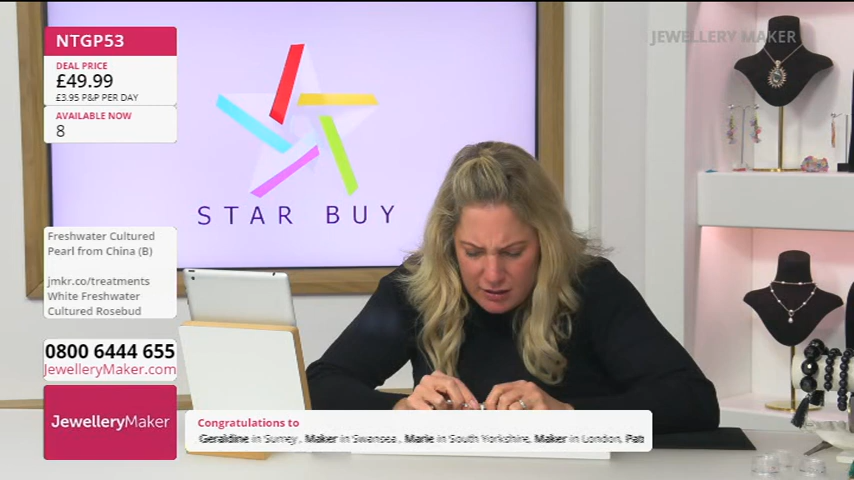 NTGP53
DEAL PRICE
£49.99
£3.95 P&P PER DAY
AVAILABLE NOW
8
STAR BUY
JEWELLERY MAKER
Freshwater Cultured
Pearl from China (B)
jmkr.co/treatments
White Freshwater
Cultured Rosebud
0800 6444 655
JewelleryMaker.com
JewelleryMaker
Congratulations to
Geraldine in Surrey, Maker in Swansea, Marie in South Yorkshire, Maker in London,